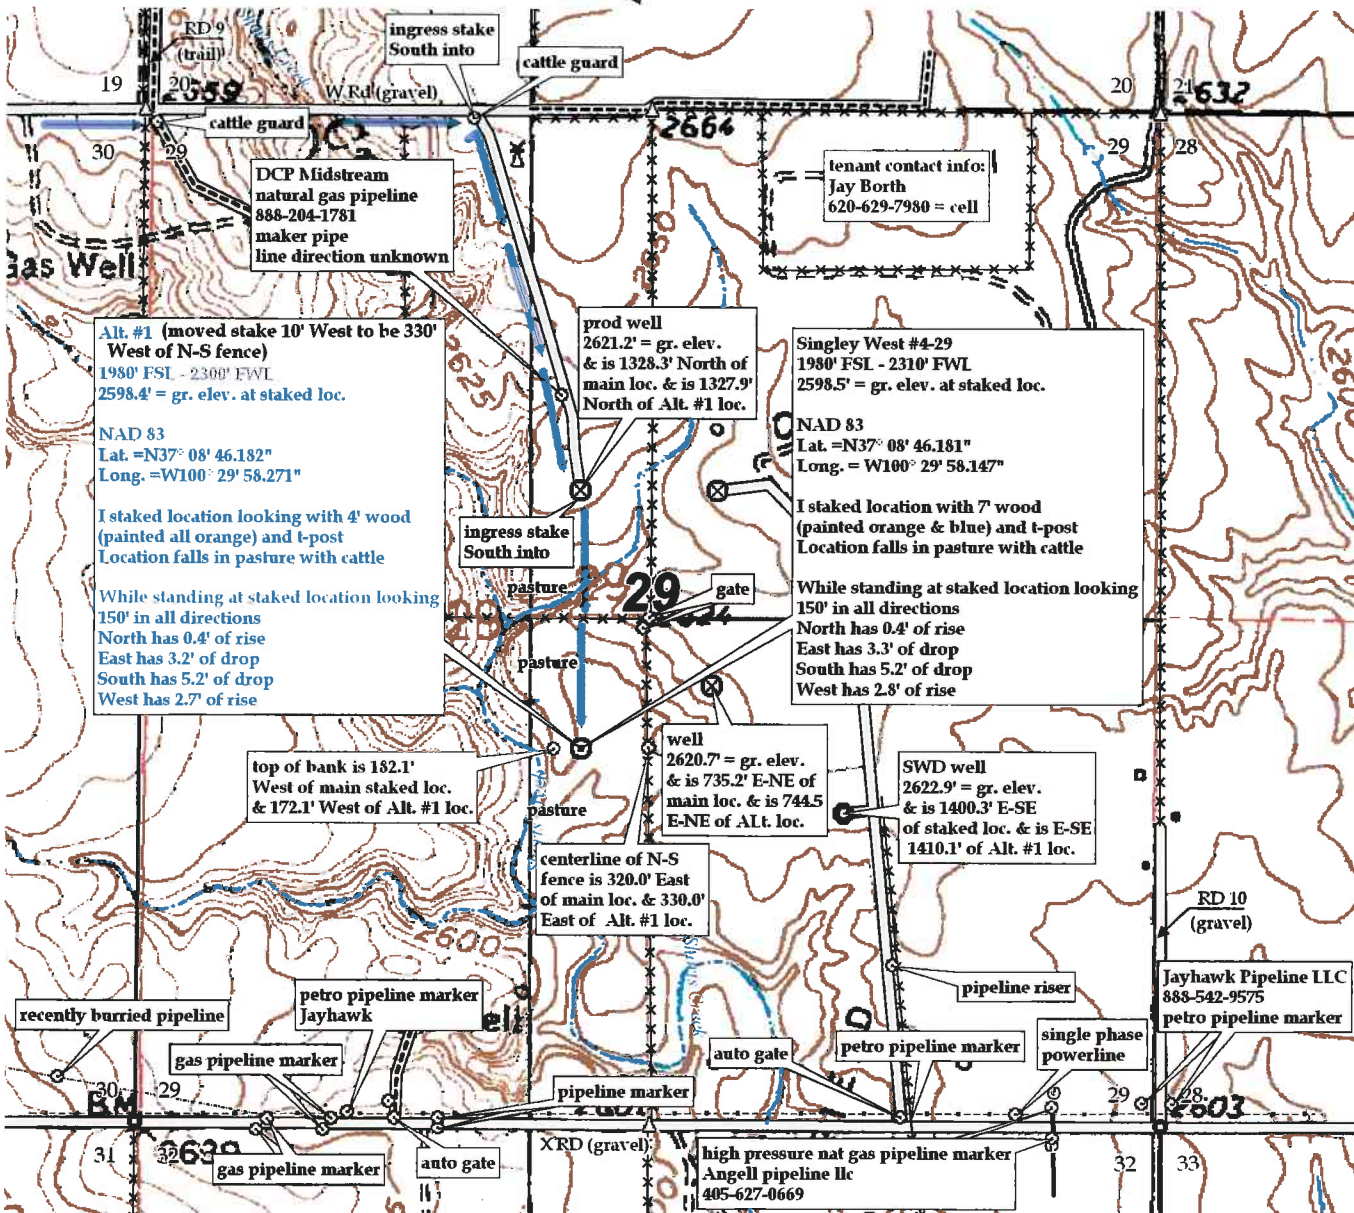 ingress stake
South into
cattle guard
RD 9
(trail)
19
20
2659
W Rd (gravel)
20
21
2632
cattle guard
2664
30
29
29
28
DCP Midstream
natural gas pipeline
888-204-1781
maker pipe
line direction unknown
tenant contact info:
Jay Borth
620-629-7980 = cell
Gas Well
2650
2625
2600
Alt. #1 (moved stake 10' West to be 330'
West of N-S fence)
1980' FSL - 2300' FWL
2598.4' = gr. elev. at staked loc.
NAD 83
Lat. =N37° 08' 46.182"
Long. =W100° 29' 58.271"
I staked location looking with 4' wood
(painted all orange) and t-post
Location falls in pasture with cattle
While standing at staked location looking
150' in all directions
North has 0.4' of rise
East has 3.2' of drop
South has 5.2' of drop
West has 2.7' of rise
prod well
2621.2' = gr. elev.
& is 1328.3' North of
main loc. & is 1327.9'
North of Alt. #1 loc.
Singley West #4-29
1980' FSL - 2310' FWL
2598.5' = gr. elev. at staked loc.
NAD 83
Lat. =N37° 08' 46.181"
Long. = W100° 29' 58.147"
I staked location with 7' wood
(painted orange & blue) and t-post
Location falls in pasture with cattle
While standing at staked location looking
150' in all directions
North has 0.4' of rise
East has 3.3' of drop
South has 5.2' of drop
West has 2.8' of rise
ingress stake
South into
pasture
29
gate
pasture
top of bank is 182.1'
West of main staked loc.
& 172.1' West of Alt. #1 loc.
pasture
well
2620.7' = gr. elev.
& is 735.2' E-NE of
main loc. & is 744.5
E-NE of ALt. loc.
SWD well
2622.9' = gr. elev.
& is 1400.3' E-SE
of staked loc. & is E-SE
1410.1' of Alt. #1 loc.
centerline of N-S
fence is 320.0' East
of main loc. & 330.0'
East of Alt. #1 loc.
2600
RD 10
(gravel)
pipeline riser
Jayhawk Pipeline LLC
888-542-9575
petro pipeline marker
petro pipeline marker
Jayhawk
recently burried pipeline
gas pipeline marker
auto gate
petro pipeline marker
single phase
powerline
pipeline marker
30
29
BM
29
28
2603
31
32
2639
gas pipeline marker
auto gate
X RD (gravel)
high pressure nat gas pipeline marker
Angell pipeline llc
405-627-0669
32
33